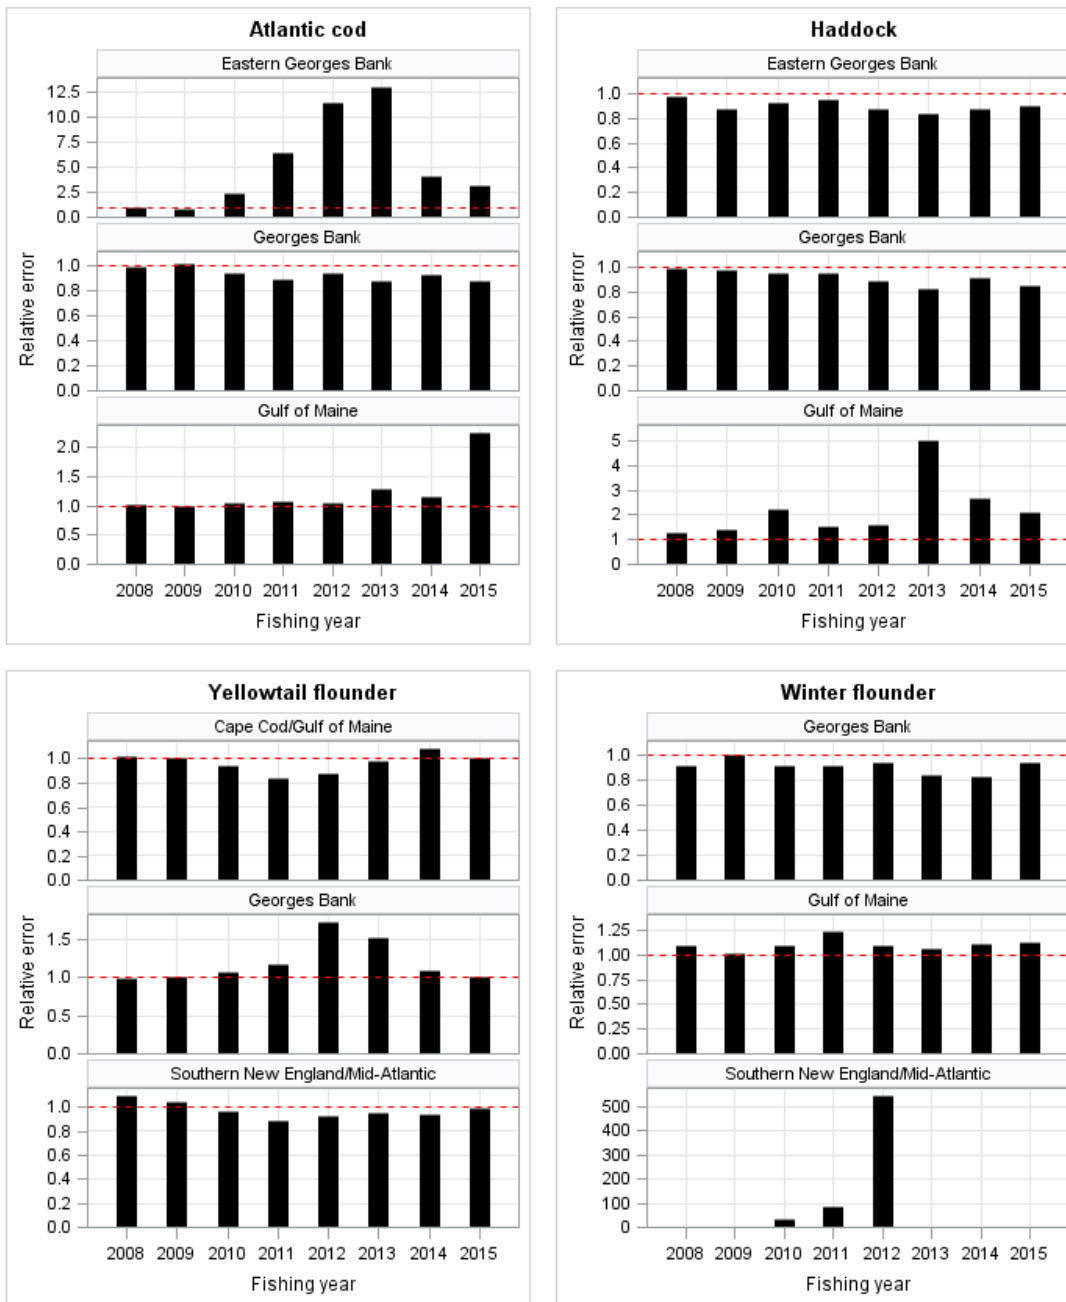 Atlantic cod
Eastern Georges Bank
12.5
10.0
7.5
5.0
2.5
0.0
Georges Bank
1.0
0.8
0.6
0.4
0.2
0.0
Gulf of Maine
2.0
1.5
1.0
0.5
0.0
Relative error
2008 2009 2010 2011 2012 2013 2014 2015
Fishing year
Haddock
Eastern Georges Bank
1.0
0.8
0.6
0.4
0.2
0.0
Georges Bank
1.0
0.8
0.6
0.4
0.2
0.0
Gulf of Maine
5
4
3
2
1
0
Relative error
2008 2009 2010 2011 2012 2013 2014 2015
Fishing year
Yellowtail flounder
Cape Cod/Gulf of Maine
1.0
0.8
0.6
0.4
0.2
0.0
Georges Bank
1.5
1.0
0.5
0.0
Southern New England/Mid-Atlantic
1.0
0.8
0.6
0.4
0.2
0.0
Relative error
2008 2009 2010 2011 2012 2013 2014 2015
Fishing year
Winter flounder
Georges Bank
1.0
0.8
0.6
0.4
0.2
0.0
Gulf of Maine
1.25
1.00
0.75
0.50
0.25
0.00
Southern New England/Mid-Atlantic
500
400
300
200
100
0
Relative error
2008 2009 2010 2011 2012 2013 2014 2015
Fishing year